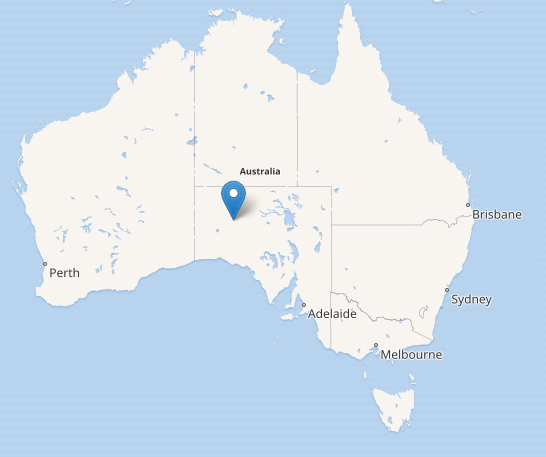 Australia
Brisbane
Perth
Sydney
Adelaide
Melbourne